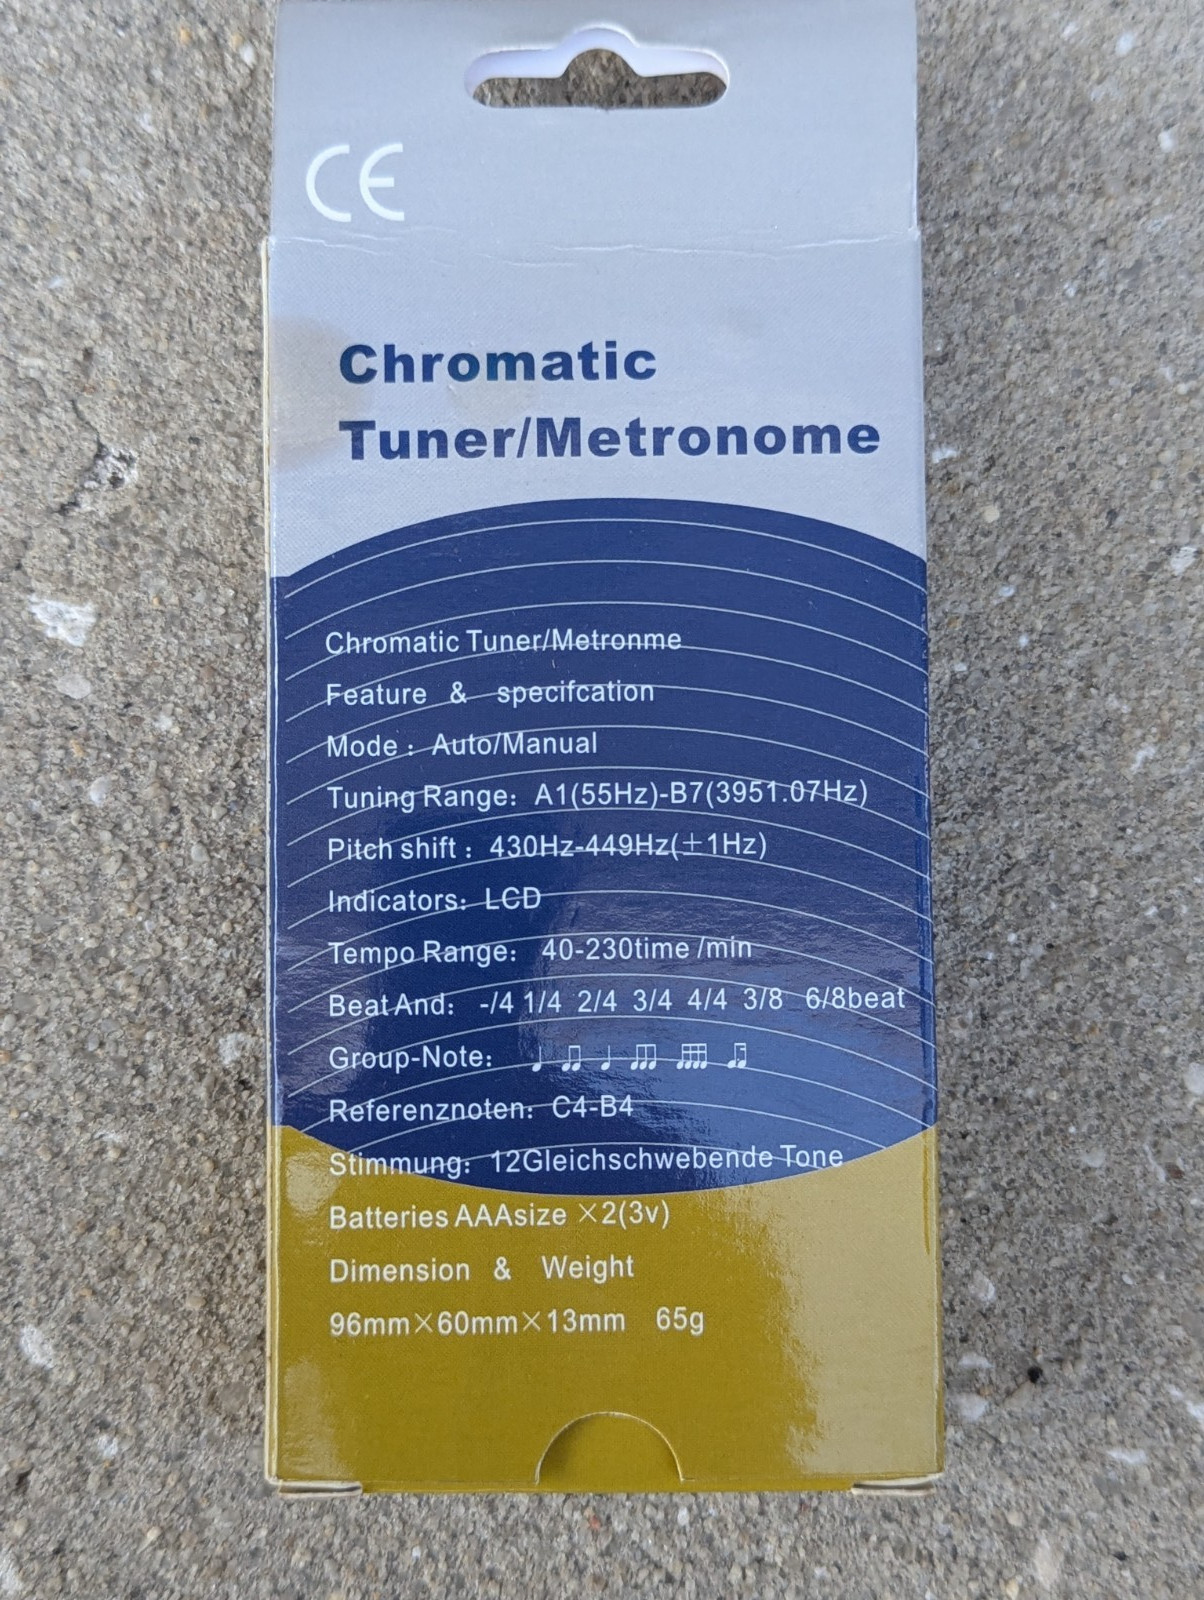 CE
Chromatic
Tuner/Metronome
Chromatic Tuner/Metronme
Feature & specifcation
Mode : Auto/Manual
Tuning Range: A1(55Hz)-B7(3951.07Hz)
Pitch shift : 430Hz-449Hz(±1Hz)
Indicators: LCD
Tempo Range: 40-230time /min
Beat And: -/4 1/4 2/4 3/4 4/4 3/8 6/8beat
Group-Note:
Referenznoten: C4-B4
Stimmung: 12Gleichschwebende Tone
Batteries AAAsize ×2(3v)
Dimension & Weight
96mm×60mm×13mm 65g